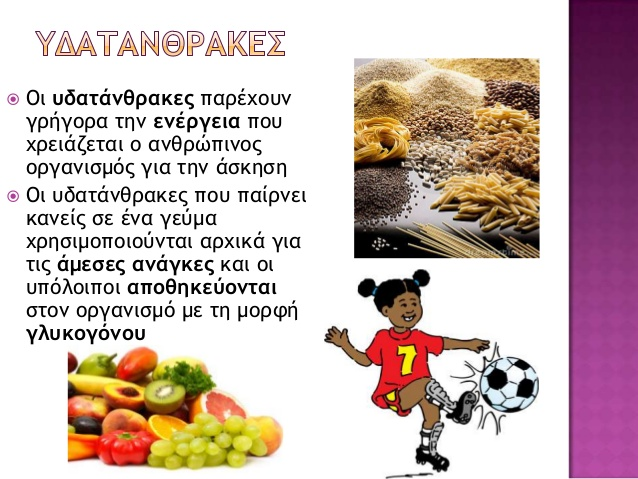 ΥΔΑΤΑΝΘΡΑΚΕΣ
Οι υδατάνθρακες παρέχουν
γρήγορα την ενέργεια που
χρειάζεται ο ανθρώπινος
οργανισμός για την άσκηση
Οι υδατάνθρακες που παίρνει
κανείς σε ένα γεύμα
χρησιμοποιούνται αρχικά για
τις άμεσες ανάγκες και οι
υπόλοιποι αποθηκεύονται
στον οργανισμό με τη μορφή
γλυκογόνου
7